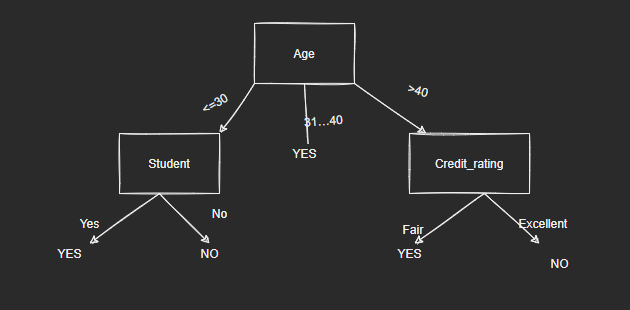 Age
<=30
>40
31...40
YES
Student
Credit_rating
Yes
No
Fair
Excellent
YES
NO
YES
NO